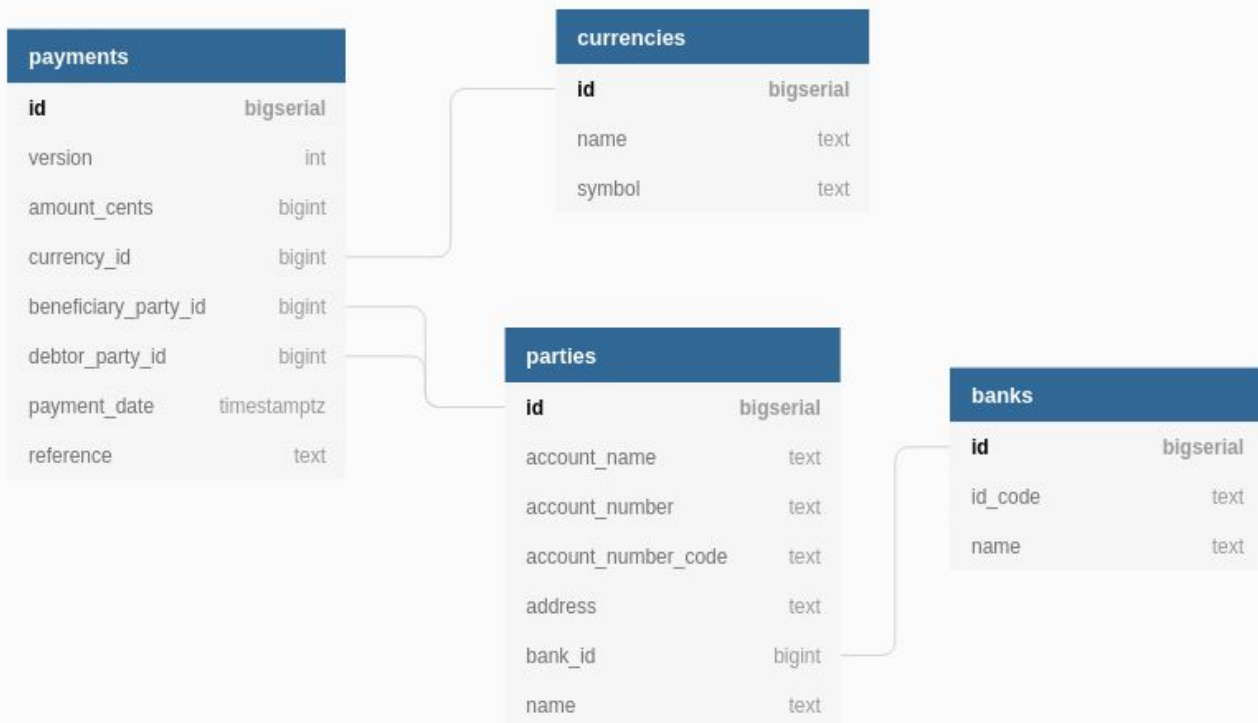 payments
id bigserial
version int
amount_cents bigint
currency_id bigint
beneficiary_party_id bigint
debtor_party_id bigint
payment_date timestamptz
reference text
currencies
id bigserial
name text
symbol text
parties
id bigserial
account_name text
account_number text
account_number_code text
address text
bank_id bigint
name text
banks
id bigserial
id_code text
name text